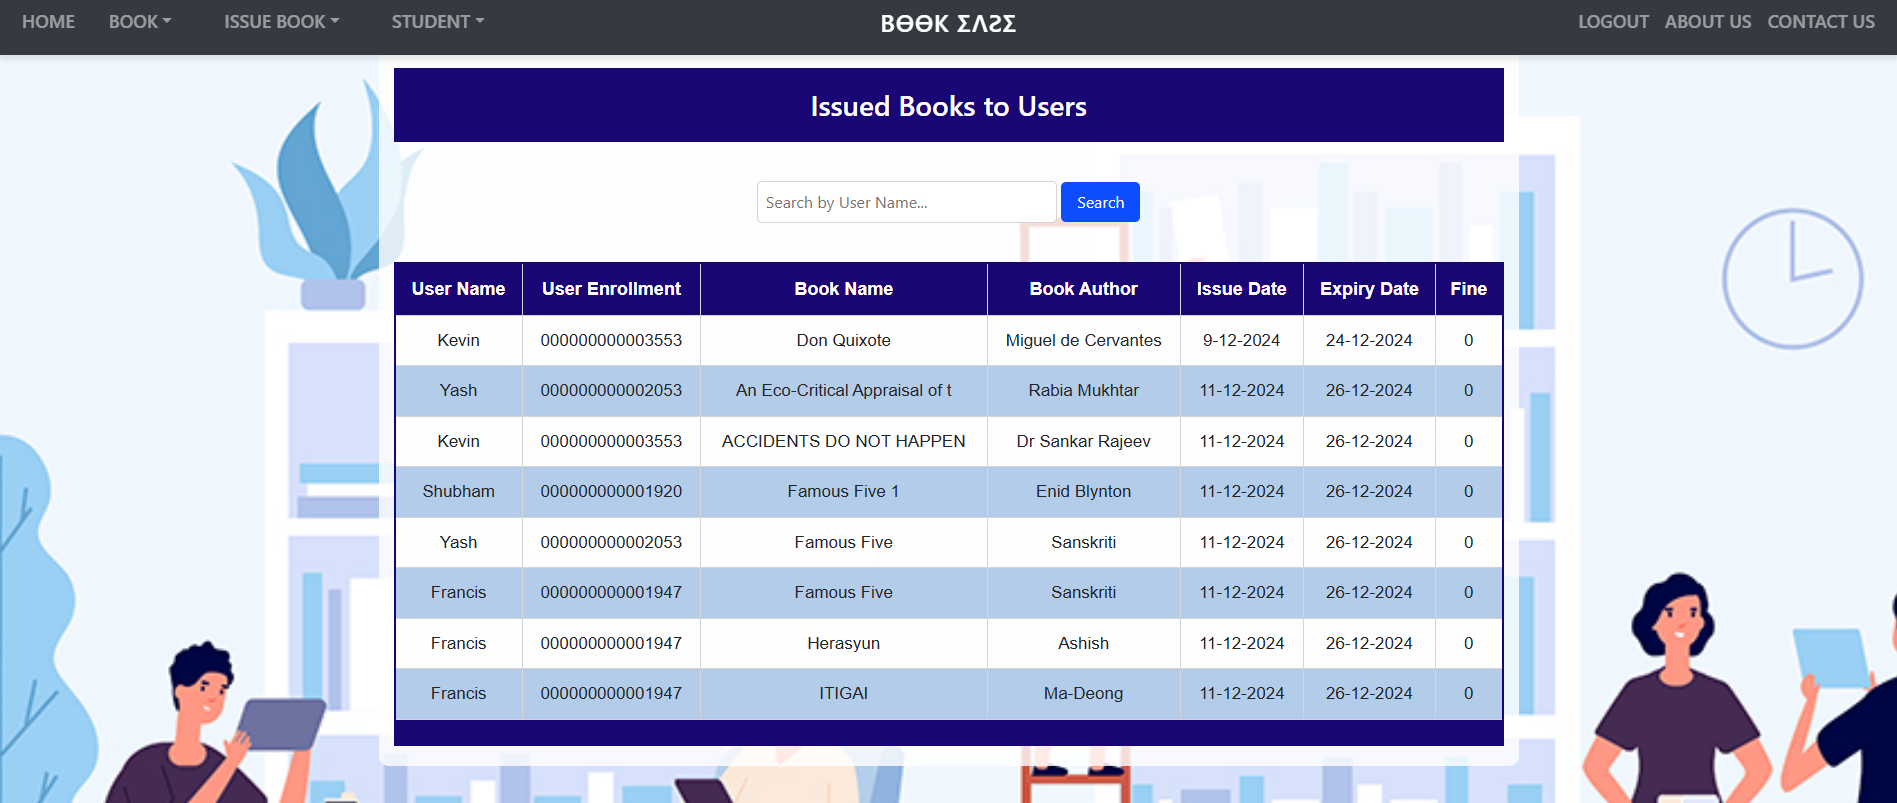 HOME BOOK ISSUE BOOK STUDENT BӨӨK ΣΛƧΣ LOGOUT ABOUT US CONTACT US
Issued Books to Users
Search by User Name... Search
User Name User Enrollment Book Name Book Author Issue Date Expiry Date Fine
Kevin 000000000003553 Don Quixote Miguel de Cervantes 9-12-2024 24-12-2024 0
Yash 000000000002053 An Eco-Critical Appraisal of t Rabia Mukhtar 11-12-2024 26-12-2024 0
Kevin 000000000003553 ACCIDENTS DO NOT HAPPEN Dr Sankar Rajeev 11-12-2024 26-12-2024 0
Shubham 000000000001920 Famous Five 1 Enid Blynton 11-12-2024 26-12-2024 0
Yash 000000000002053 Famous Five Sanskriti 11-12-2024 26-12-2024 0
Francis 000000000001947 Famous Five Sanskriti 11-12-2024 26-12-2024 0
Francis 000000000001947 Herasyun Ashish 11-12-2024 26-12-2024 0
Francis 000000000001947 ITIGAI Ma-Deong 11-12-2024 26-12-2024 0